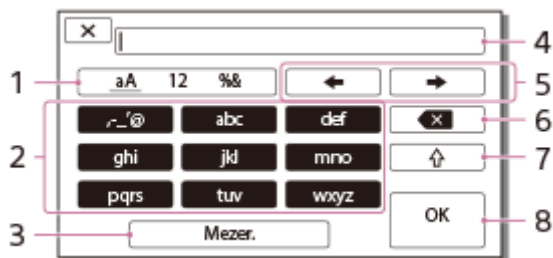 4
1 aA 12 %& 5
,-_'@ abc def 6
2 ghi jkl mno 7
pqrs tuv wxyz
3 Mezer. OK 8